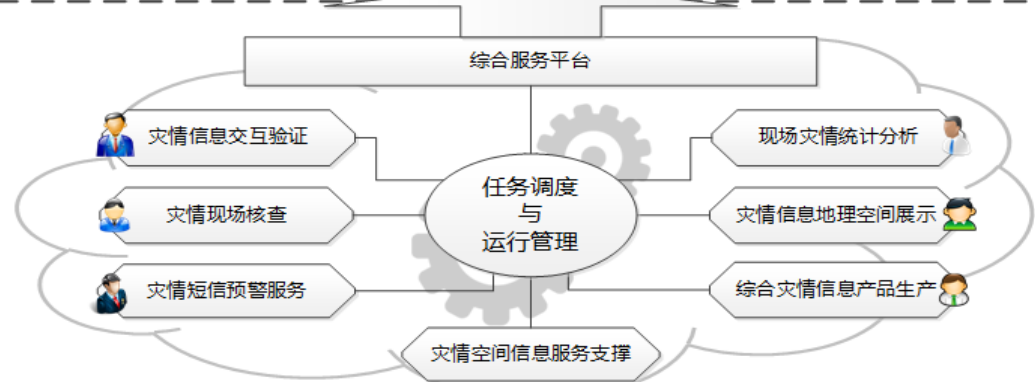 综合服务平台
灾情信息交互验证
现场灾情统计分析
任务调度
与
运行管理
灾情现场核查
灾情信息地理空间展示
灾情短信预警服务
综合灾情信息产品生产
灾情空间信息服务支撑